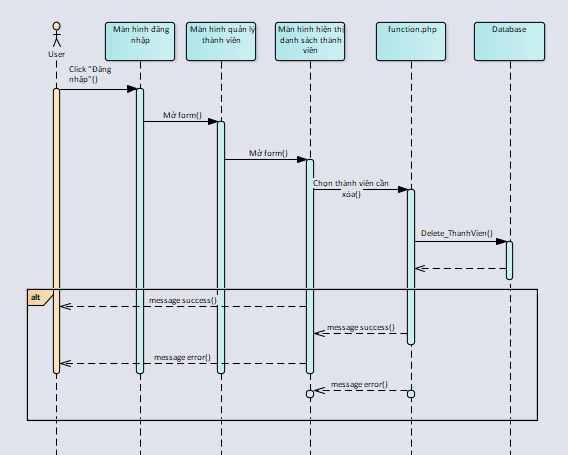 User
Màn hình đăng
nhập
Màn hình quản lý
thành viên
Màn hình hiện thị
danh sách thành
viên
function.php
Database
Click "Đăng
nhập"()
Mở form()
Mở form()
Chọn thành viên cần
xóa()
Delete_ThanhVien()
alt
message success()
message success()
message error()
message error()